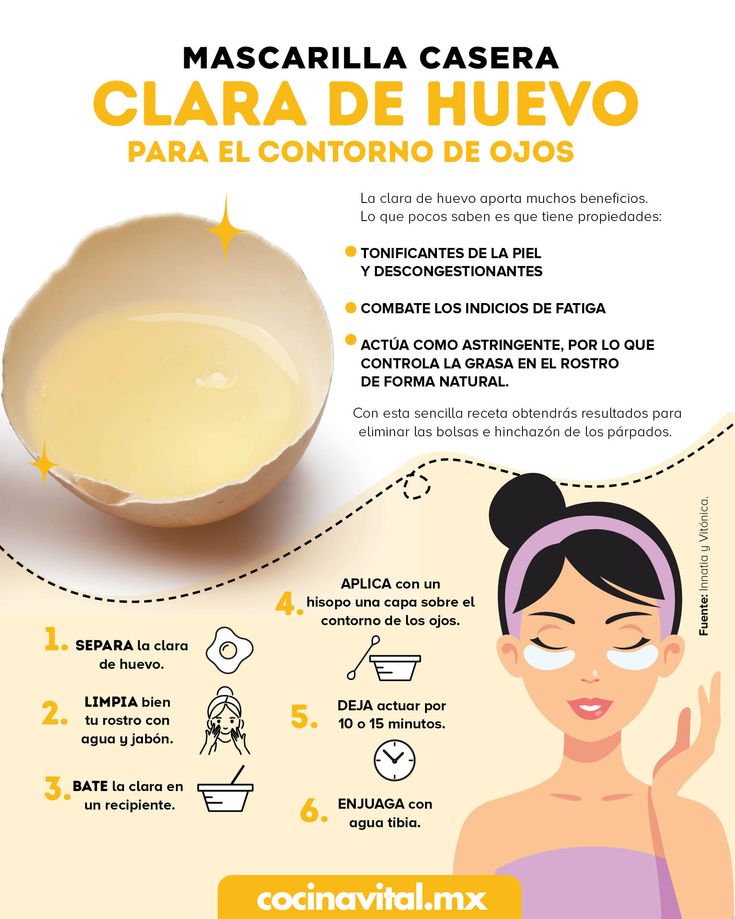 MASCARILLA CASERA
CLARA DE HUEVO
PARA EL CONTORNO DE OJOS
La clara de huevo aporta muchos beneficios.
Lo que pocos saben es que tiene propiedades:
TONIFICANTES DE LA PIEL
Y DESCONGESTIONANTES
COMBATE LOS INDICIOS DE FATIGA
ACTÚA COMO ASTRINGENTE, POR LO QUE
CONTROLA LA GRASA EN EL ROSTRO
DE FORMA NATURAL.
Con esta sencilla receta obtendrás resultados para
eliminar las bolsas e hinchazón de los párpados.
1. SEPARA la clara
de huevo.
2. LIMPIA bien
tu rostro con
agua y jabón.
3. BATE la clara en
un recipiente.
4. APLICA con un
hisopo una capa sobre el
contorno de los ojos.
5. DEJA actuar por
10 o 15 minutos.
6. ENJUAGA con
agua tibia.
Fuente: Innatia y Vitónica.
cocinavital.mx